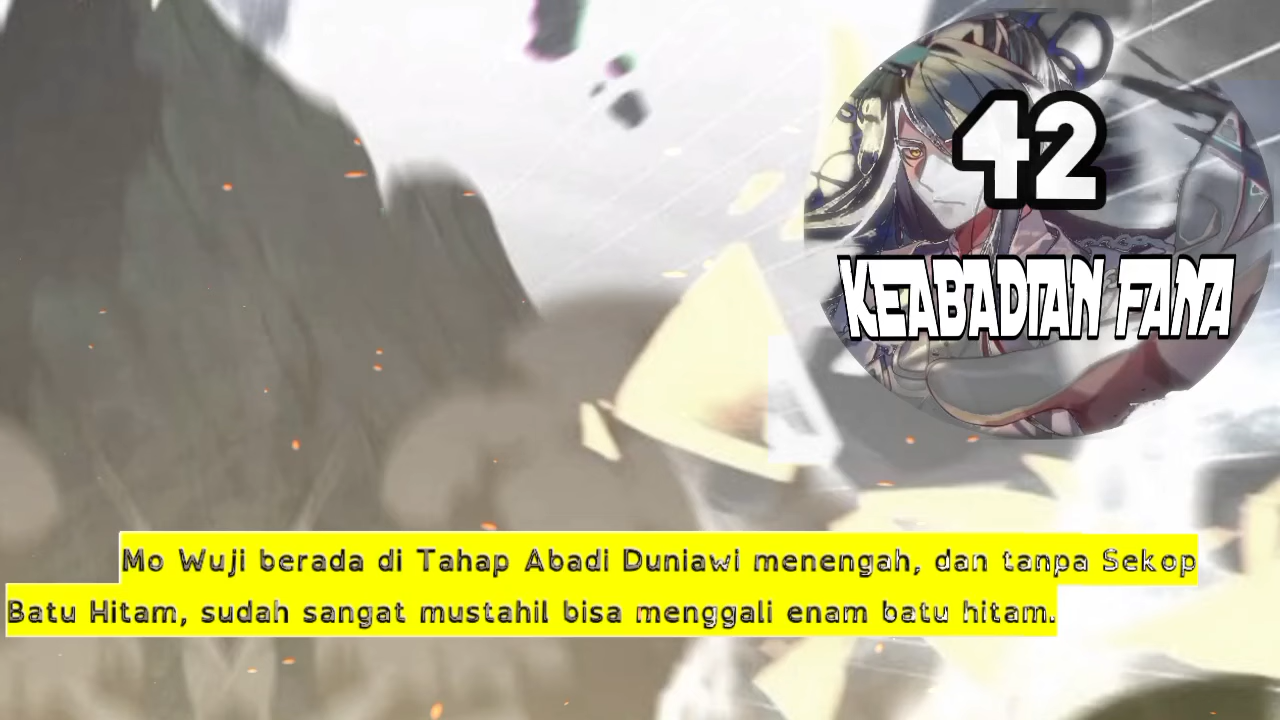 42
KEABADIAN FANA
Mo Wuji berada di Tahap Abadi Duniawi menengah, dan tanpa Sekop
Batu Hitam, sudah sangat mustahil bisa menggali enam batu hitam.